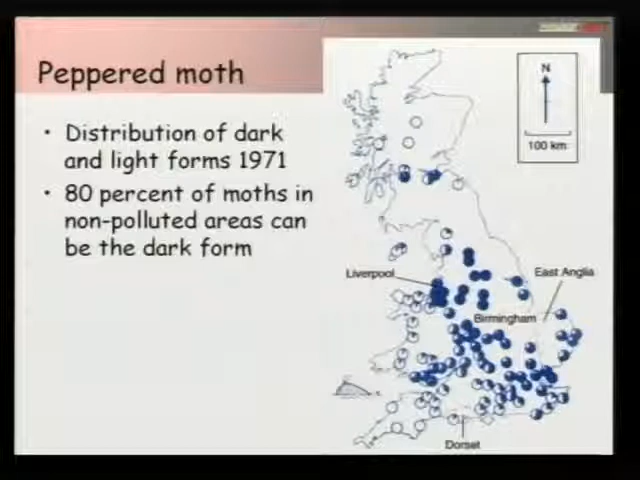 Peppered moth
• Distribution of dark
and light forms 1971
• 80 percent of moths in
non-polluted areas can
be the dark form
N
100 km
Liverpool
East Anglia
Birmingham
Dorset